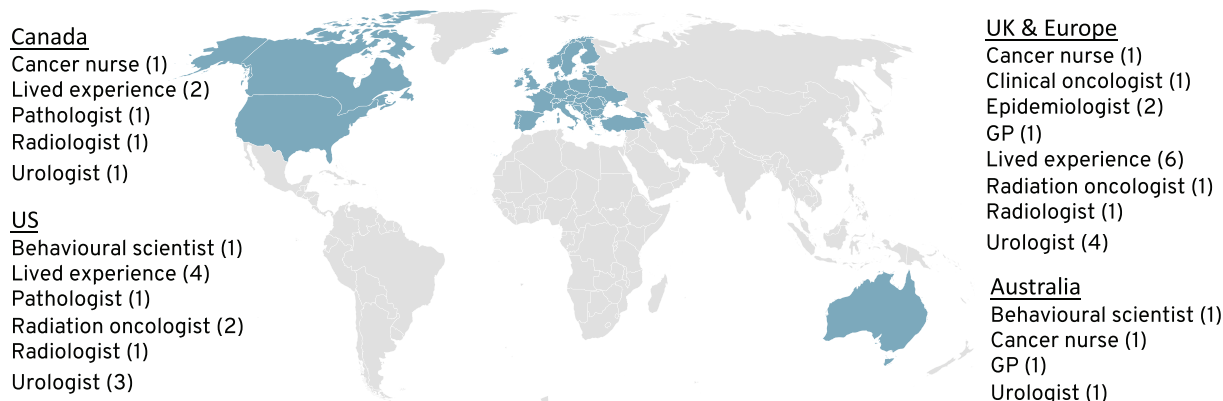 Canada
Cancer nurse (1)
Lived experience (2)
Pathologist (1)
Radiologist (1)
Urologist (1)
US
Behavioural scientist (1)
Lived experience (4)
Pathologist (1)
Radiation oncologist (2)
Radiologist (1)
Urologist (3)
UK & Europe
Cancer nurse (1)
Clinical oncologist (1)
Epidemiologist (2)
GP (1)
Lived experience (6)
Radiation oncologist (1)
Radiologist (1)
Urologist (4)
Australia
Behavioural scientist (1)
Cancer nurse (1)
GP (1)
Urologist (1)